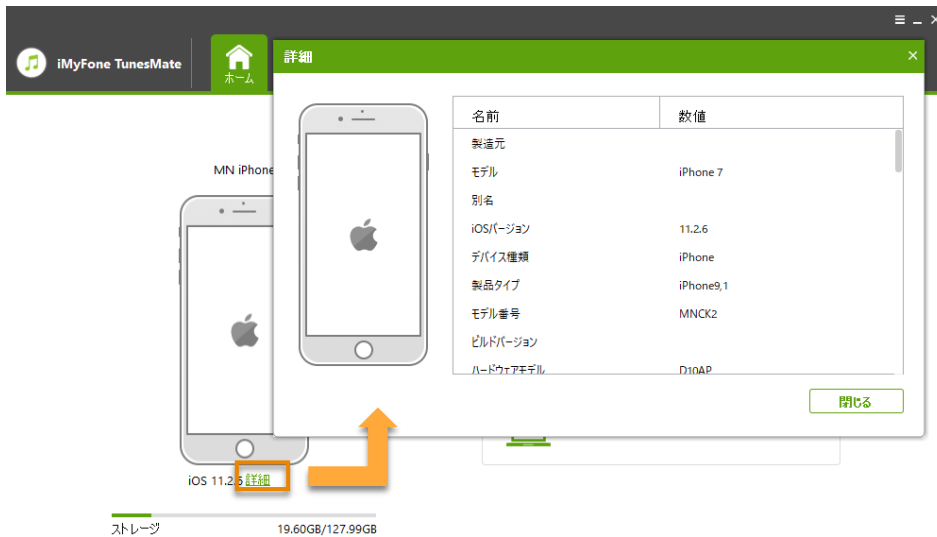 iMyFone TunesMate
ホーム
詳細
名前 数値
製造元
モデル iPhone 7
別名
iOSバージョン 11.2.6
デバイス種類 iPhone
製品タイプ iPhone9,1
モデル番号 MNCK2
ビルドバージョン
ハードウェアモデル D10AP
閉じる
MN iPhone
iOS 11.2.6 詳細
ストレージ 19.60GB/127.99GB